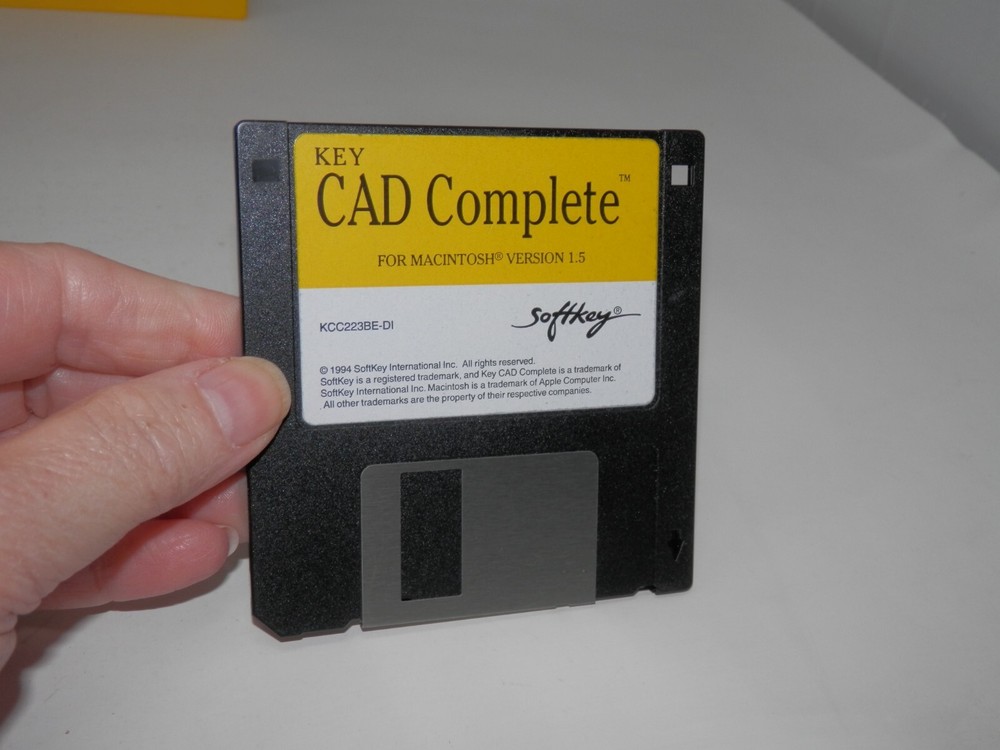 KEY
CAD Complete™
FOR MACINTOSH® VERSION 1.5
KCC223BE-DI
softkey®
© 1994 SoftKey International Inc. All rights reserved.
SoftKey is a registered trademark, and Key CAD Complete is a trademark of
SoftKey International Inc. Macintosh is a trademark of Apple Computer Inc.
All other trademarks are the property of their respective companies.